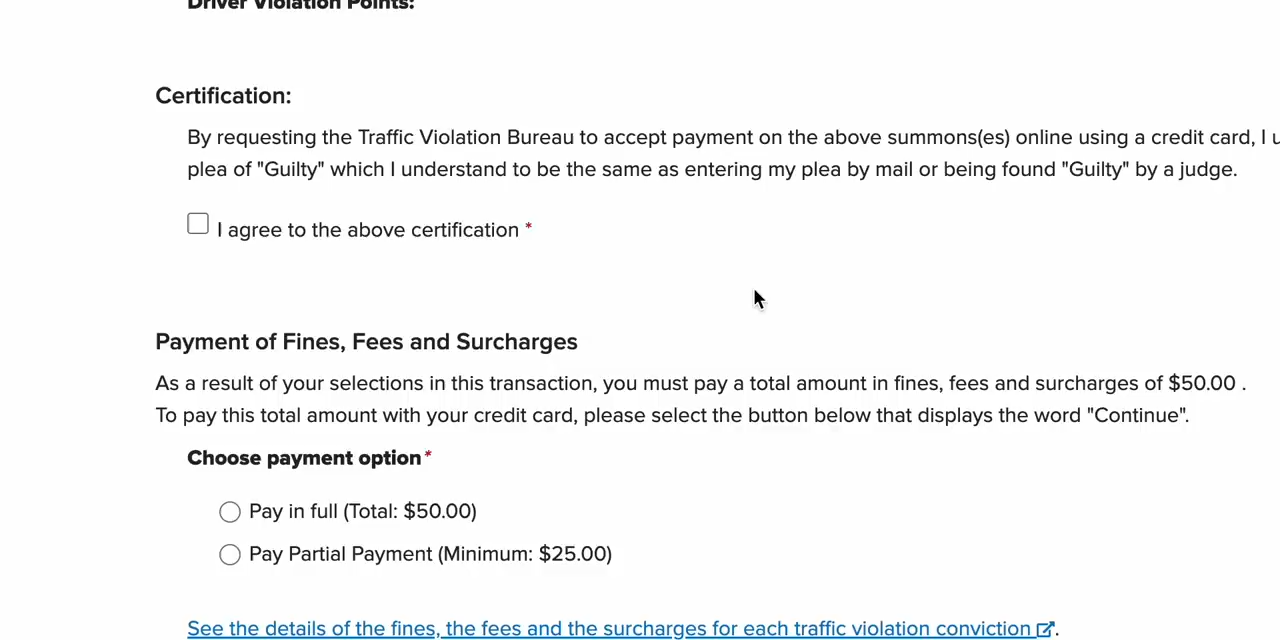 Driver Violation Points:
Certification:
By requesting the Traffic Violation Bureau to accept payment on the above summons(es) online using a credit card, I
plea of "Guilty" which I understand to be the same as entering my plea by mail or being found "Guilty" by a judge.
I agree to the above certification *
Payment of Fines, Fees and Surcharges
As a result of your selections in this transaction, you must pay a total amount in fines, fees and surcharges of $50.00 .
To pay this total amount with your credit card, please select the button below that displays the word "Continue".
Choose payment option*
Pay in full (Total: $50.00)
Pay Partial Payment (Minimum: $25.00)
See the details of the fines, the fees and the surcharges for each traffic violation conviction.